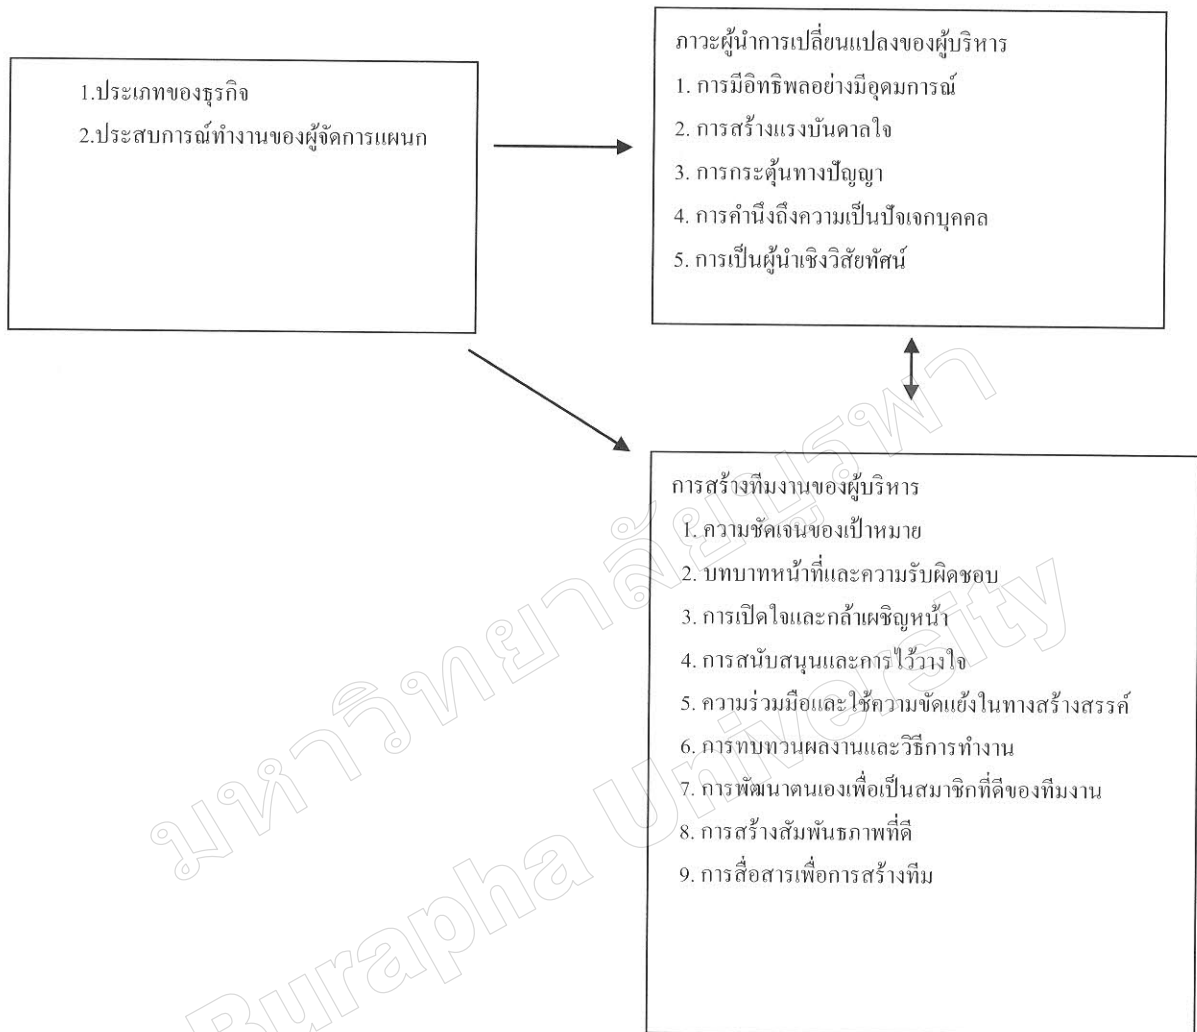 1.ประเภทของธุรกิจ
2.ประสบการณ์ทำงานของผู้จัดการแผนก
ภาวะผู้นำการเปลี่ยนแปลงของผู้บริหาร
1. การมีอิทธิพลอย่างมีอุดมการณ์
2. การสร้างแรงบันดาลใจ
3. การกระตุ้นทางปัญญา
4. การคำนึงถึงความเป็นปัจเจกบุคคล
5. การเป็นผู้นำเชิงวิสัยทัศน์
การสร้างทีมงานของผู้บริหาร
1. ความชัดเจนของเป้าหมาย
2. บทบาทหน้าที่และความรับผิดชอบ
3. การเปิดใจและกล้าเผชิญหน้า
4. การสนับสนุนและการไว้วางใจ
5. ความร่วมมือและใช้ความขัดแย้งในทางสร้างสรรค์
6. การทบทวนผลงานและวิธีการทำงาน
7. การพัฒนาตนเองเพื่อเป็นสมาชิกที่ดีของทีมงาน
8. การสร้างสัมพันธภาพที่ดี
9. การสื่อสารเพื่อการสร้างทีม
มหาวิทยาลัยบูรพา
Burapha University